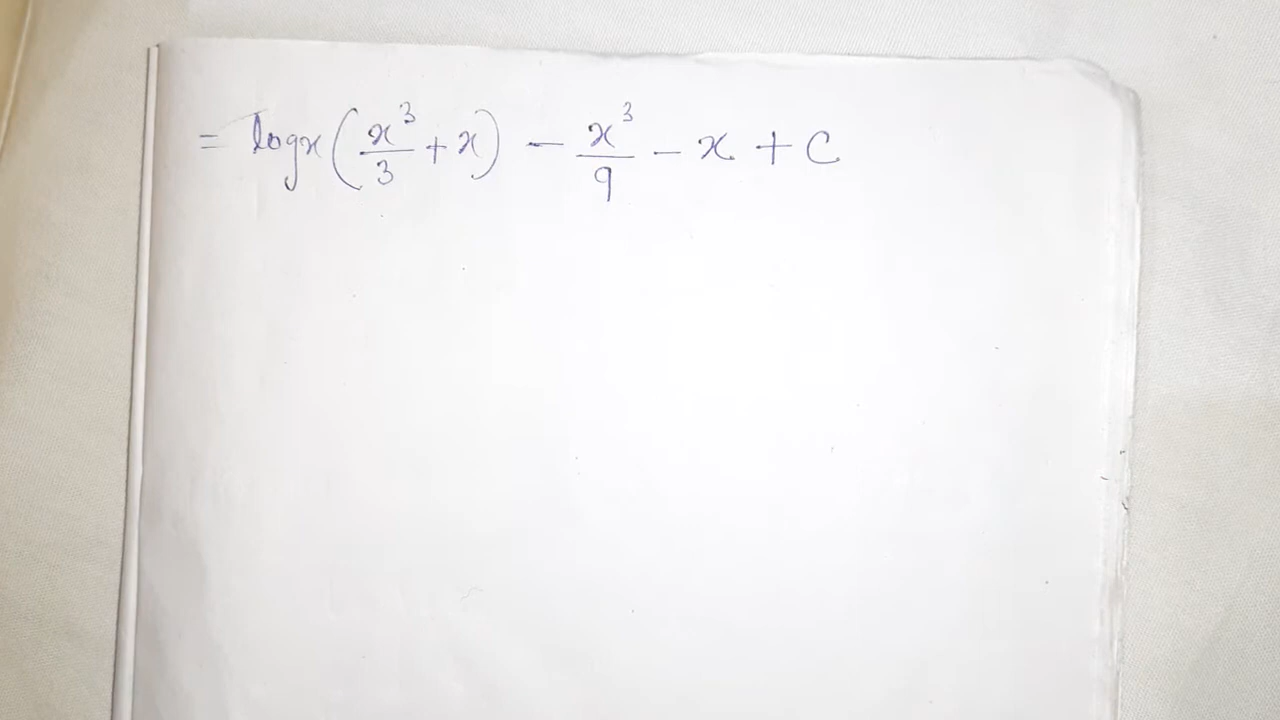 = logx (x³/3 + x) - x³/9 - x + C